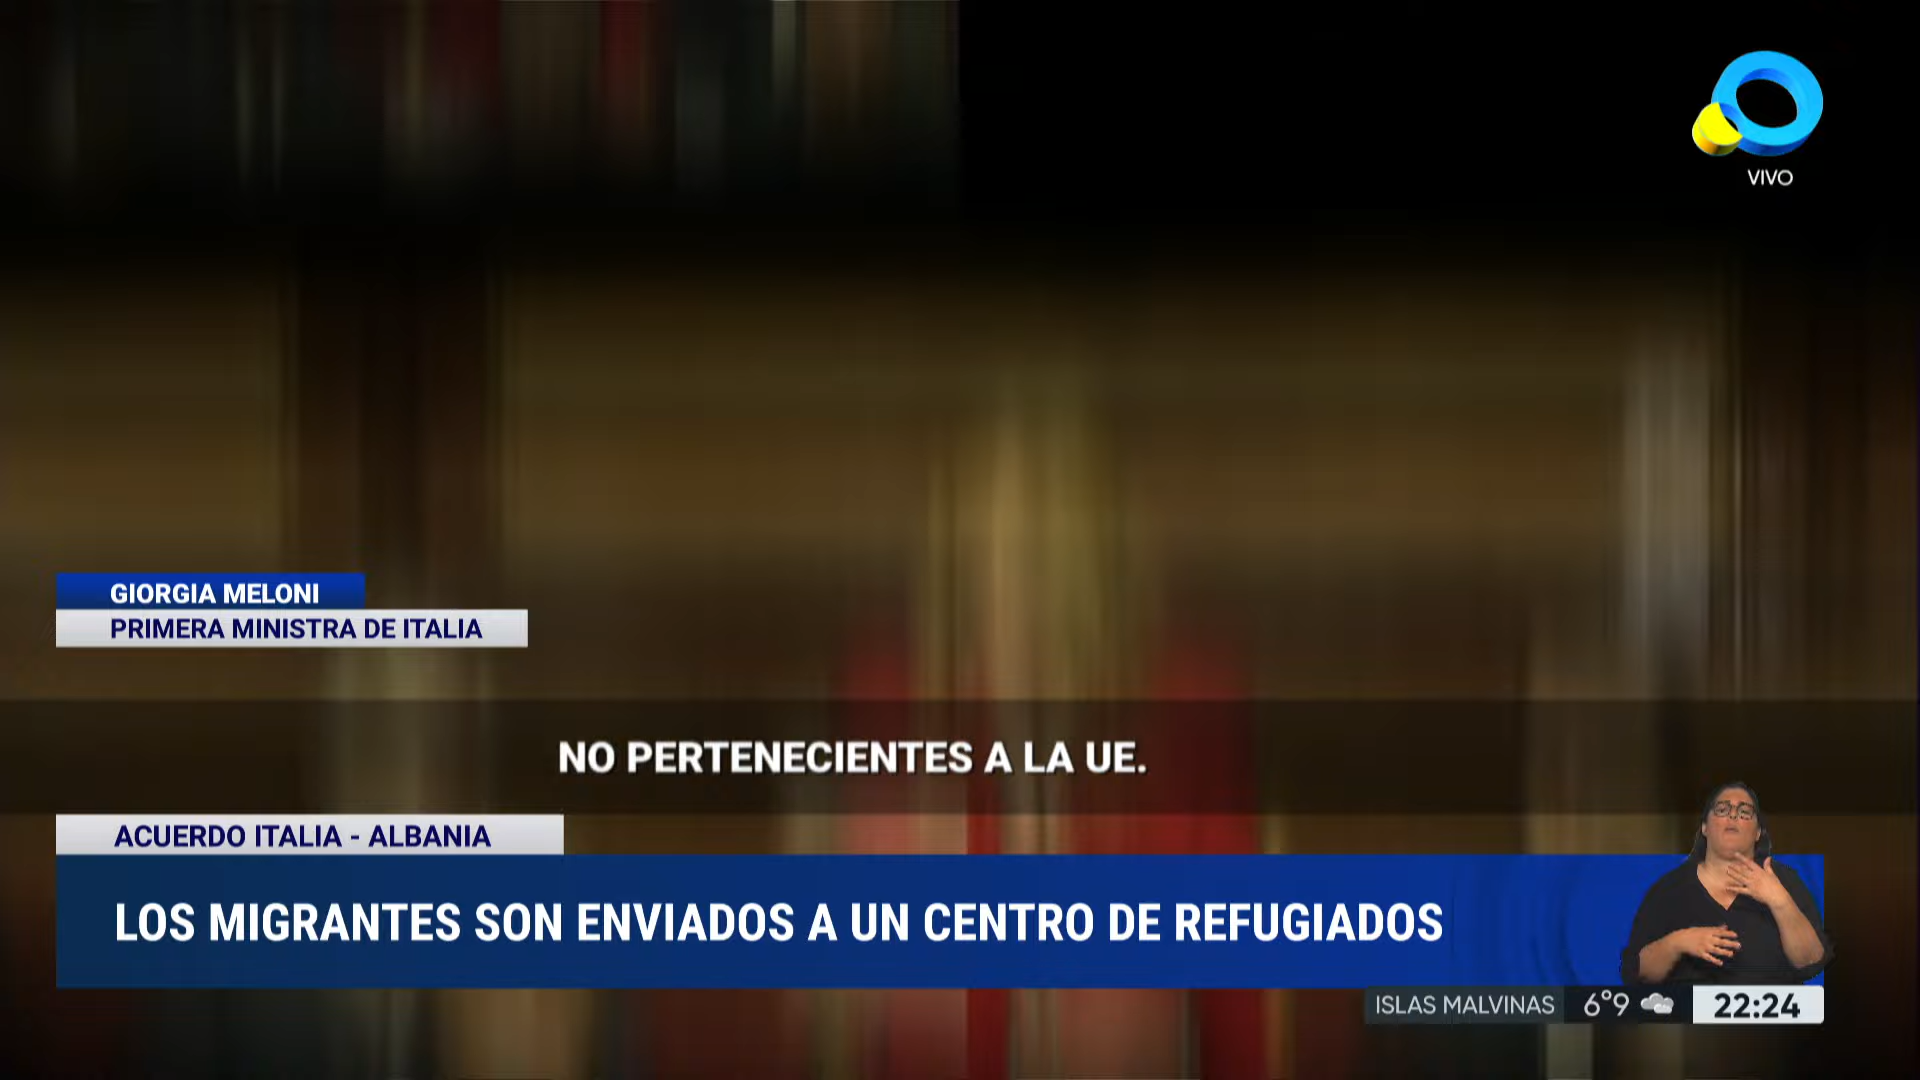 VIVO
GIORGIA MELONI
PRIMERA MINISTRA DE ITALIA
NO PERTENECIENTES A LA UE.
ACUERDO ITALIA - ALBANIA
LOS MIGRANTES SON ENVIADOS A UN CENTRO DE REFUGIADOS
ISLAS MALVINAS 6°9 22:24